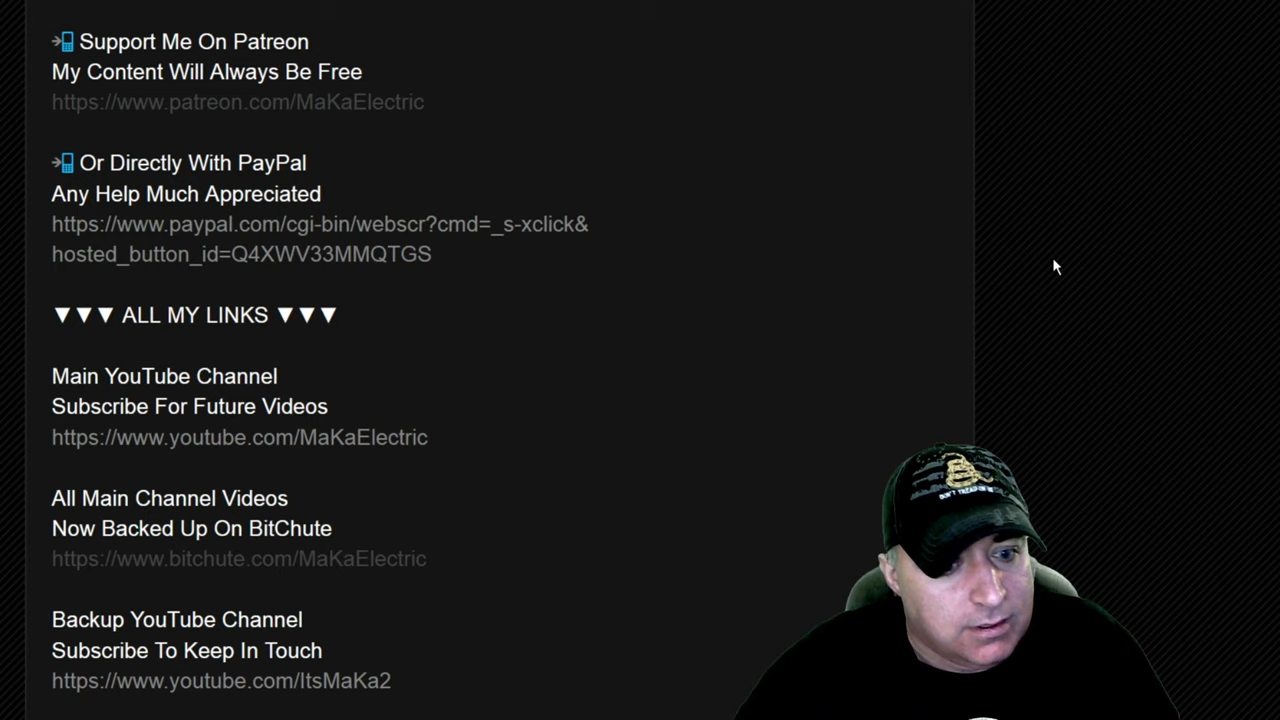 Support Me On Patreon
My Content Will Always Be Free
https://www.patreon.com/MaKaElectric
Or Directly With PayPal
Any Help Much Appreciated
https://www.paypal.com/cgi-bin/webscr?cmd=_s-xclick&
hosted_button_id=Q4XWV33MMQTGS
▼▼▼ ALL MY LINKS ▼▼▼
Main YouTube Channel
Subscribe For Future Videos
https://www.youtube.com/MaKaElectric
All Main Channel Videos
Now Backed Up On BitChute
https://www.bitchute.com/MaKaElectric
Backup YouTube Channel
Subscribe To Keep In Touch
https://www.youtube.com/ItsMaKa2
DON'T TREAD ON ME